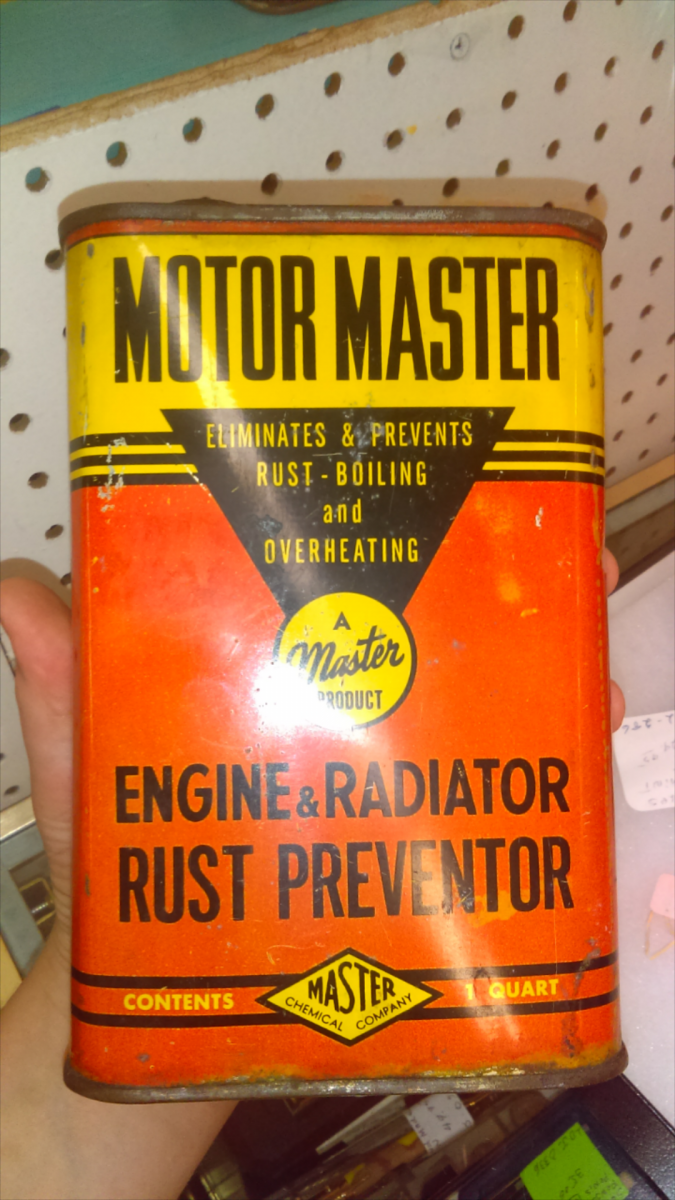 MOTOR MASTER
ELIMINATES & PREVENTS
RUST - BOILING
and
OVERHEATING
A
Master
PRODUCT
ENGINE & RADIATOR
RUST PREVENTOR
CONTENTS
MASTER
CHEMICAL COMPANY
1 QUART